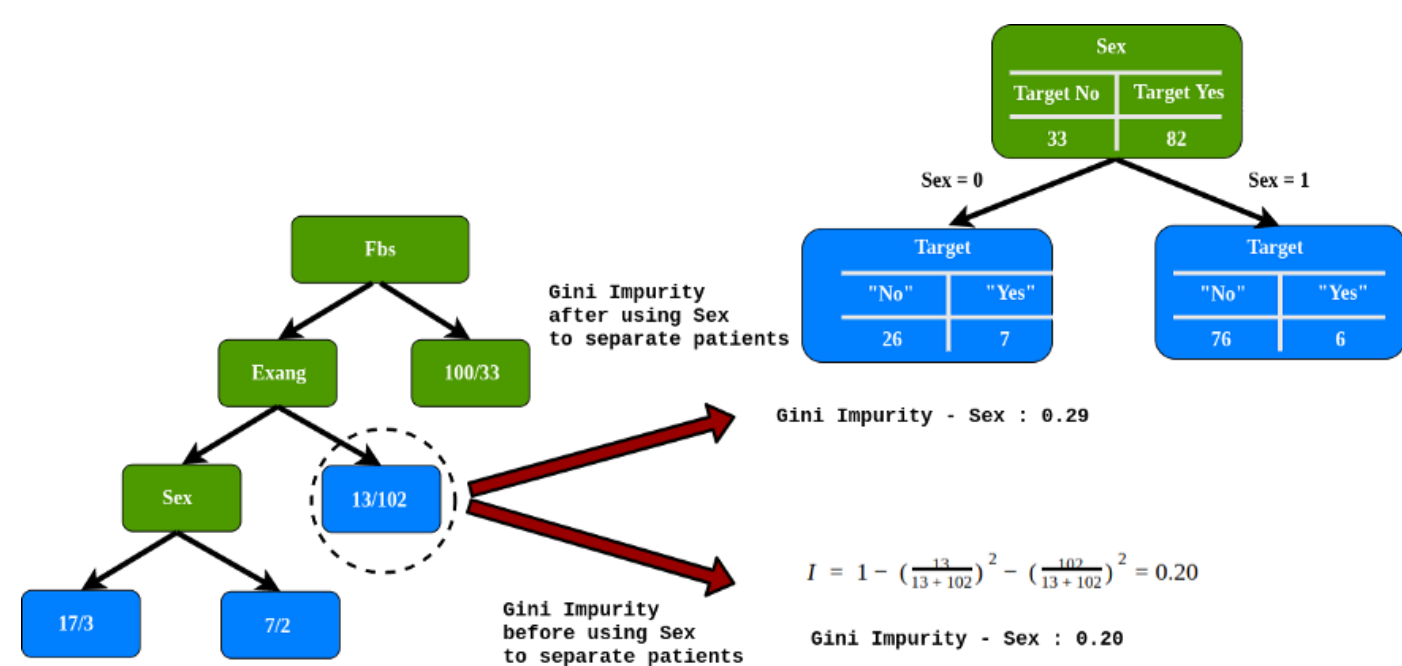 Sex
Target No Target Yes
33 82
Sex = 0 Sex = 1
Target
"No" "Yes"
26 7
Target
"No" "Yes"
76 6
Fbs
Exang 100/33
Sex 13/102
17/3 7/2
Gini Impurity
after using Sex
to separate patients
Gini Impurity - Sex : 0.29
I = 1 − (13/(13 + 102))² − (102/(13 + 102))² = 0.20
Gini Impurity
before using Sex
to separate patients
Gini Impurity - Sex : 0.20